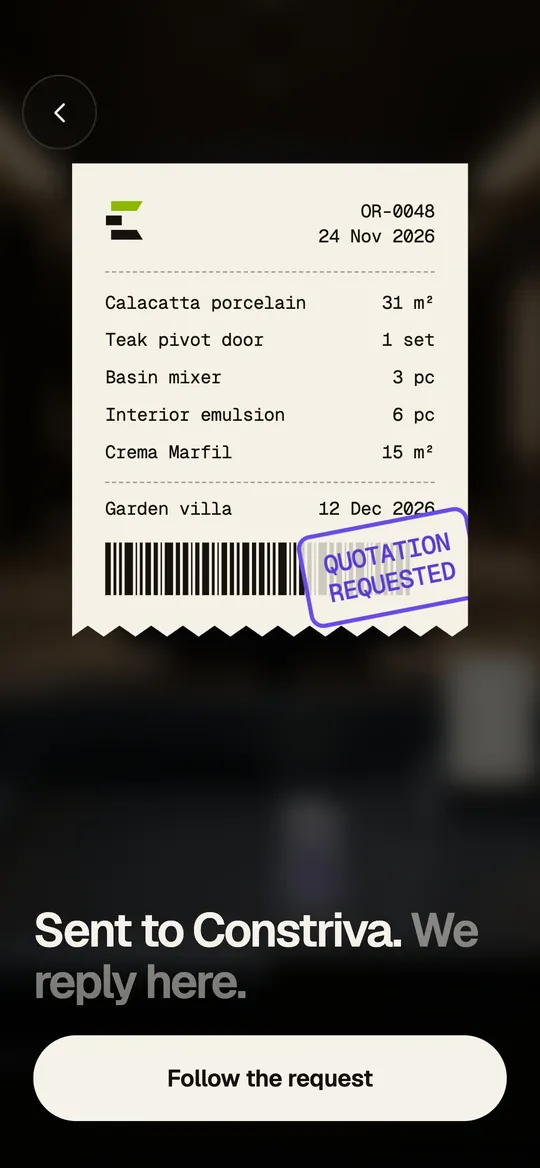 OR-0048
24 Nov 2026
Calacatta porcelain 31 m²
Teak pivot door 1 set
Basin mixer 3 pc
Interior emulsion 6 pc
Crema Marfil 15 m²
Garden villa 12 Dec 2026
QUOTATION
REQUESTED
Sent to Constriva. We
reply here.
Follow the request